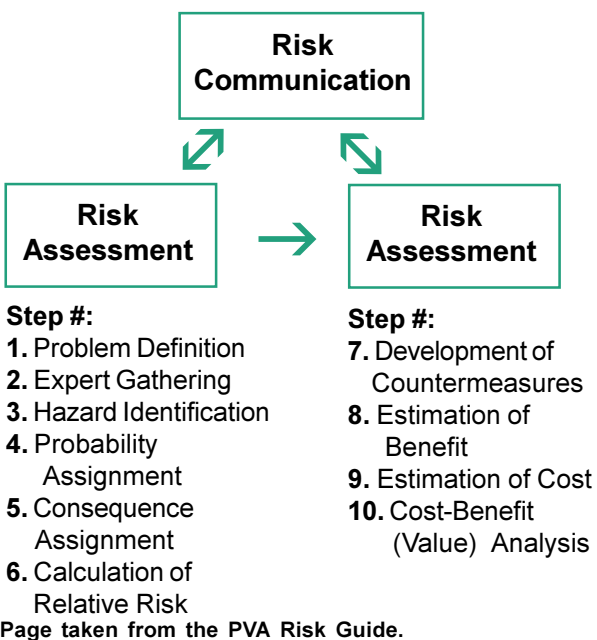 Risk
Communication
Risk
Assessment
Risk
Assessment
Step #:
1. Problem Definition
2. Expert Gathering
3. Hazard Identification
4. Probability
Assignment
5. Consequence
Assignment
6. Calculation of
Relative Risk
Step #:
7. Development of
Countermeasures
8. Estimation of
Benefit
9. Estimation of Cost
10. Cost-Benefit
(Value) Analysis
Page taken from the PVA Risk Guide.